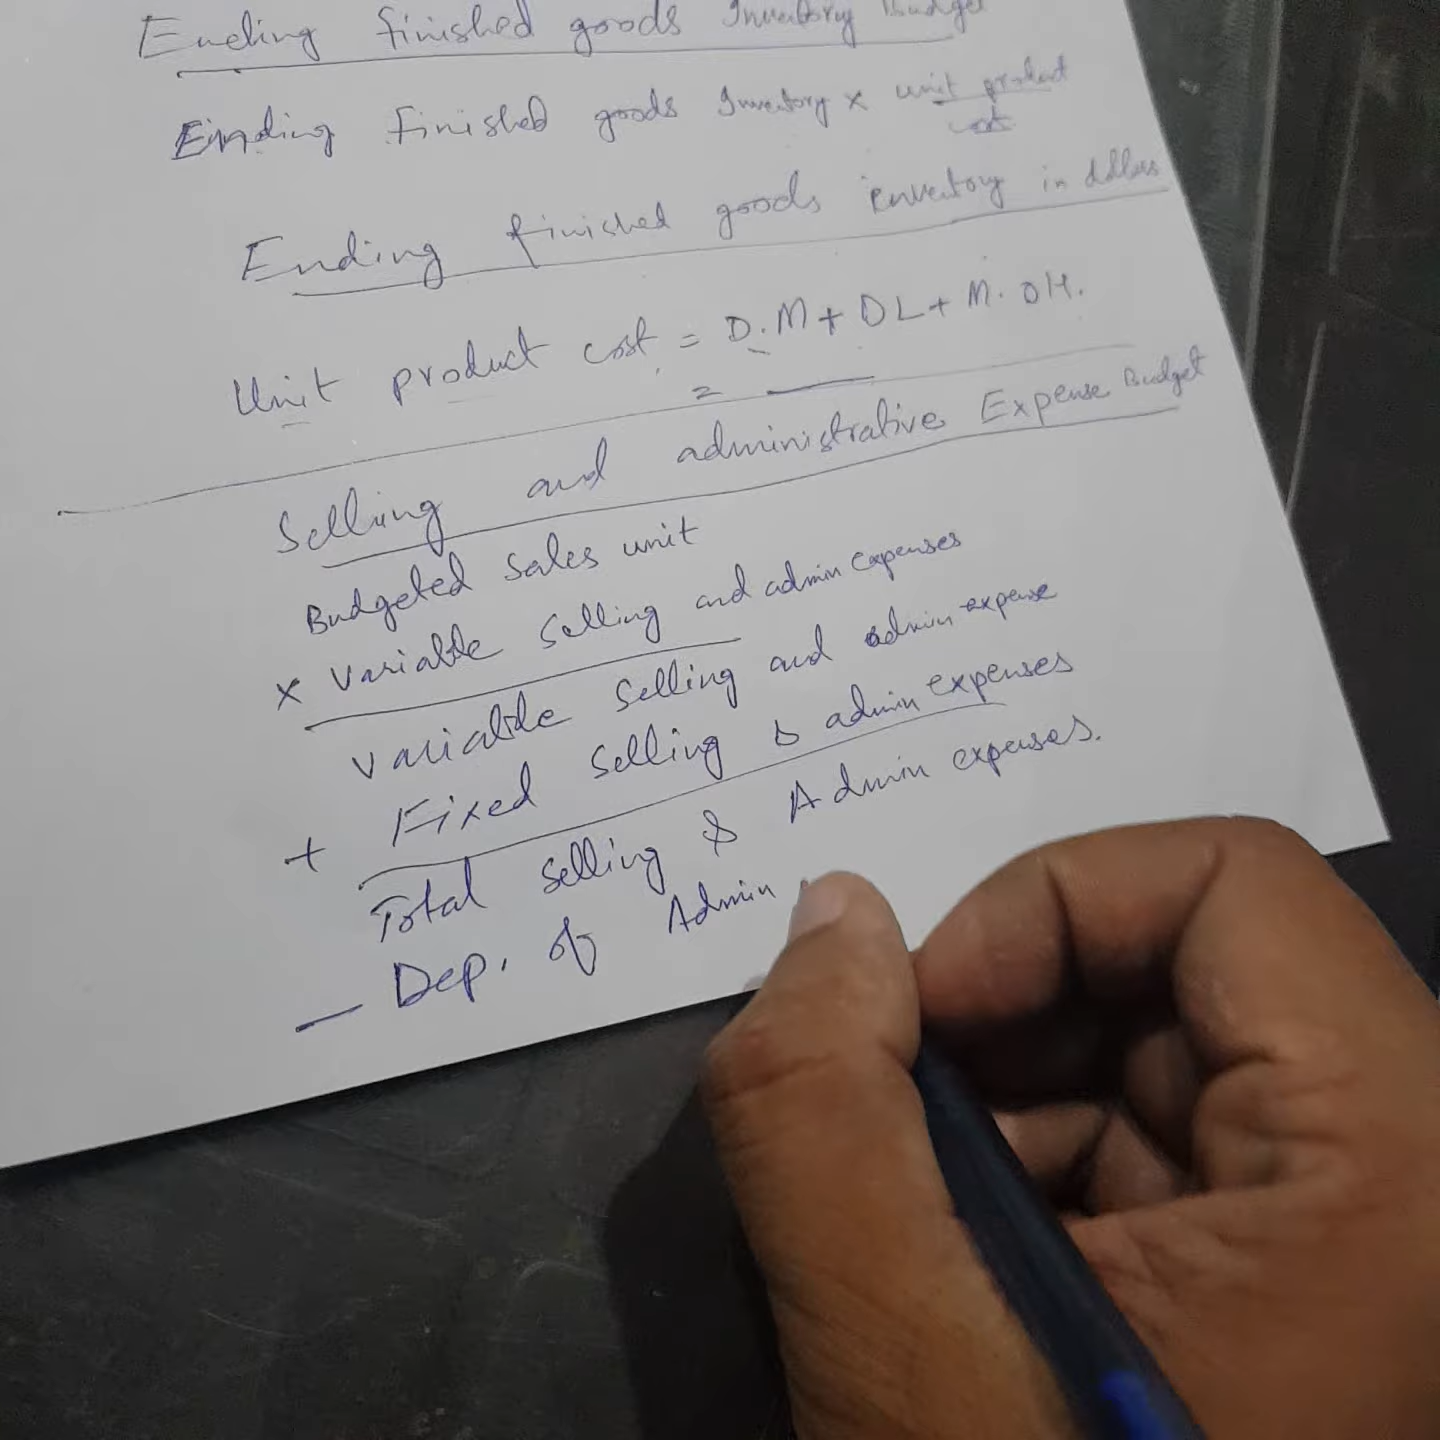 Ending finished goods Inventory Budget
Ending finished goods Inventory x unit product
cost
Ending finished goods inventory in dollars
Unit product cost = D.M + DL + M.OH.
=
Selling and administrative Expense Budget
Budgeted sales unit
x Variable Selling and admin expenses
Variable Selling and admin expense
+ Fixed Selling & admin expenses
Total Selling & Admin expenses.
— Dep. of Admin